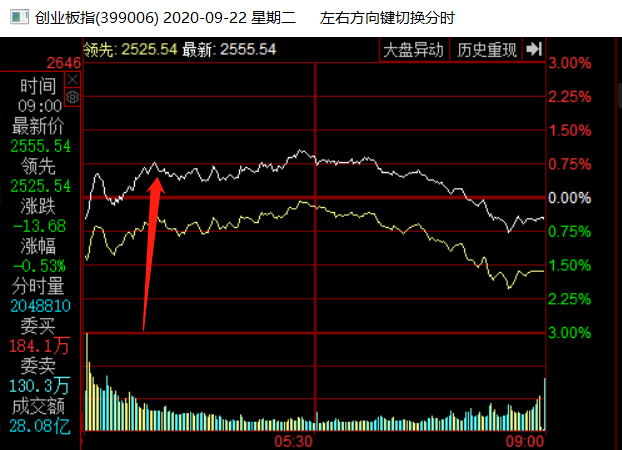 创业板指(399006) 2020-09-22 星期二 左右方向键切换分时
领先: 2525.54 最新: 2555.54 大盘异动 历史重现
2646
时间
09:00
最新价
2555.54
领先
2525.54
涨跌
-13.68
涨幅
-0.53%
分时量
2048810
委买
184.1万
委卖
130.3万
成交额
28.08亿
3.00%
2.25%
1.50%
0.75%
0.00%
0.75%
1.50%
2.25%
3.00%
05:30 09:00